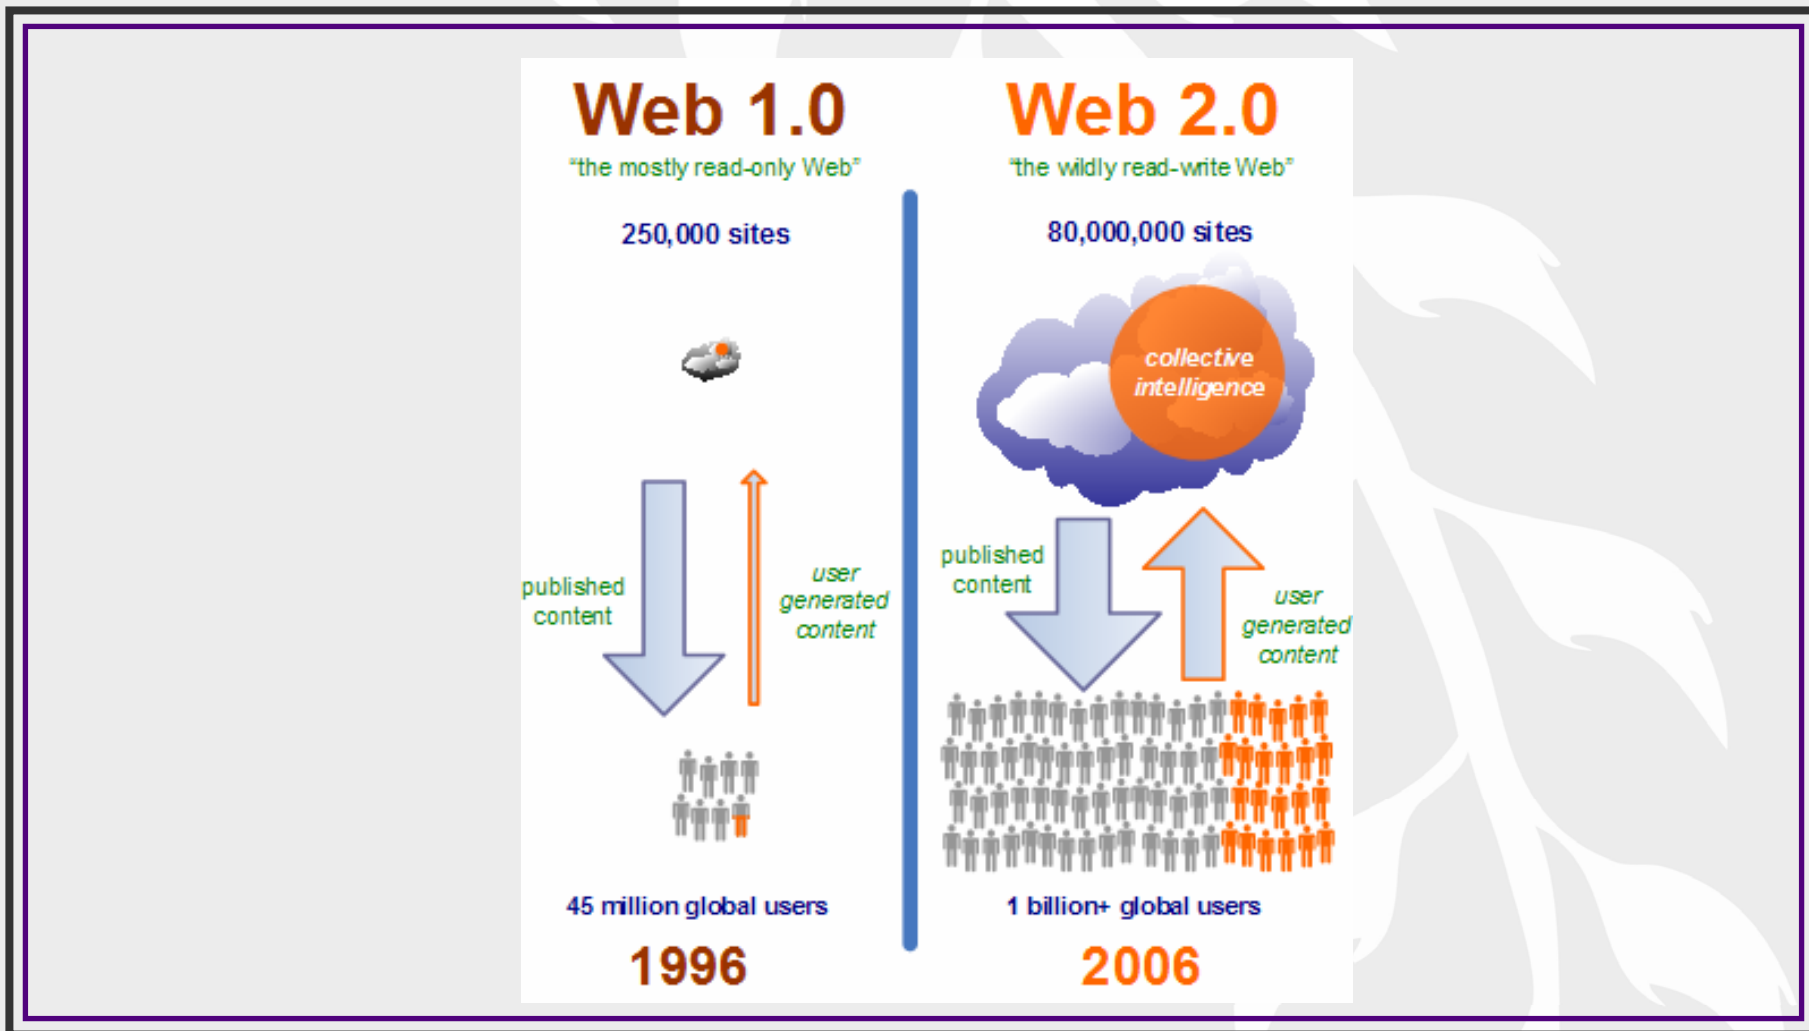 Web 1.0
“the mostly read-only Web”
250,000 sites
published
content
user
generated
content
45 million global users
1996
Web 2.0
“the wildly read-write Web”
80,000,000 sites
collective
intelligence
published
content
user
generated
content
1 billion+ global users
2006